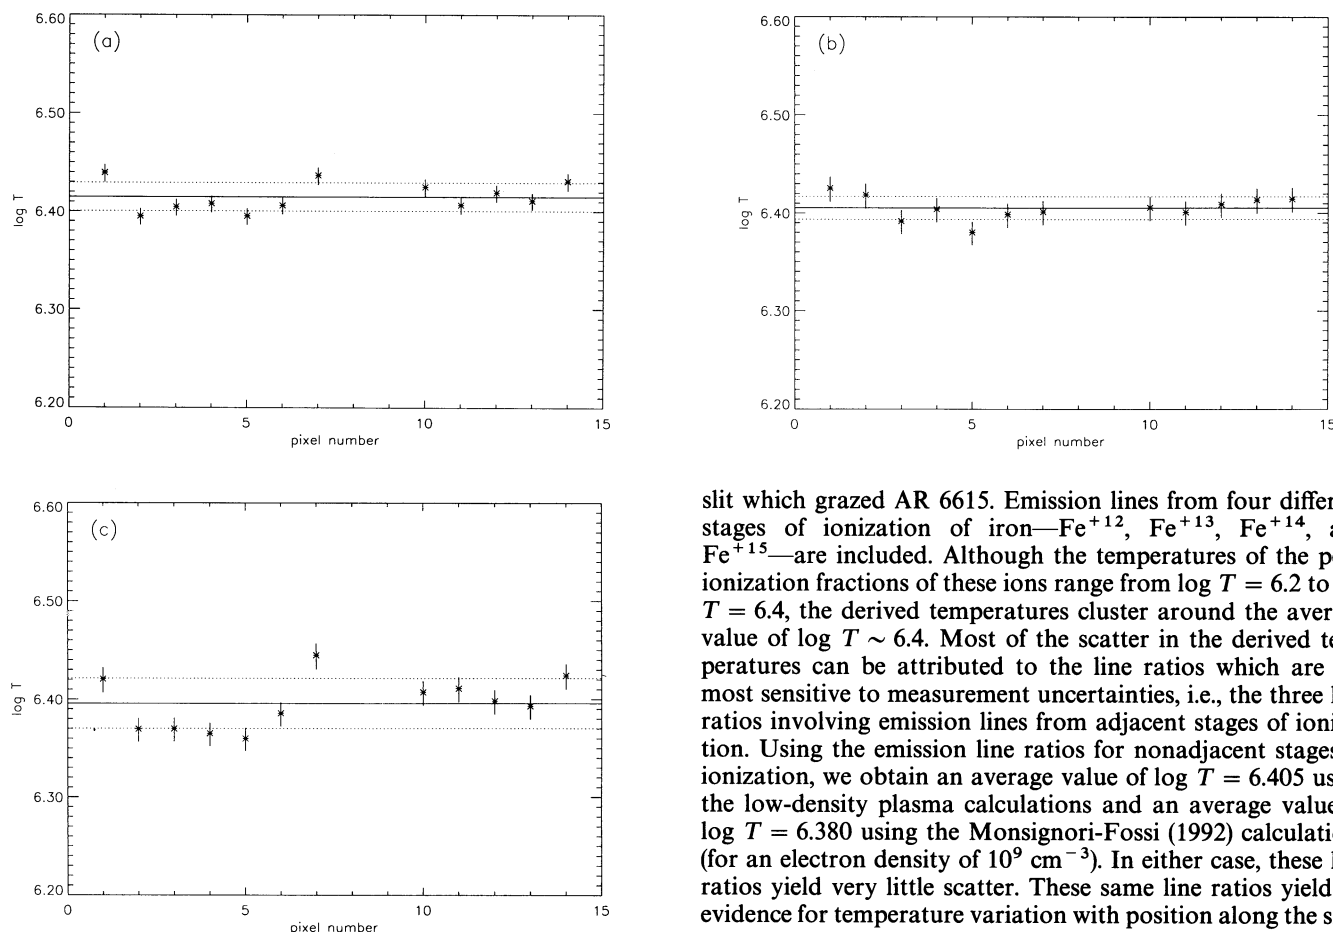 (a)
6.60
6.50
6.40
6.30
6.20
log T
0 5 10 15
pixel number
(b)
6.60
6.50
6.40
6.30
6.20
log T
0 5 10 15
pixel number
(c)
6.60
6.50
6.40
6.30
6.20
log T
0 5 10 15
pixel number
slit which grazed AR 6615. Emission lines from four differ
stages of ionization of iron—Fe⁺¹², Fe⁺¹³, Fe⁺¹⁴, a
Fe⁺¹⁵—are included. Although the temperatures of the p
ionization fractions of these ions range from log T = 6.2 to
T = 6.4, the derived temperatures cluster around the aver
value of log T ~ 6.4. Most of the scatter in the derived te
peratures can be attributed to the line ratios which are
most sensitive to measurement uncertainties, i.e., the three l
ratios involving emission lines from adjacent stages of ioni
tion. Using the emission line ratios for nonadjacent stages
ionization, we obtain an average value of log T = 6.405 us
the low-density plasma calculations and an average value
log T = 6.380 using the Monsignori-Fossi (1992) calculati
(for an electron density of 10⁹ cm⁻³). In either case, these l
ratios yield very little scatter. These same line ratios yield
evidence for temperature variation with position along the s